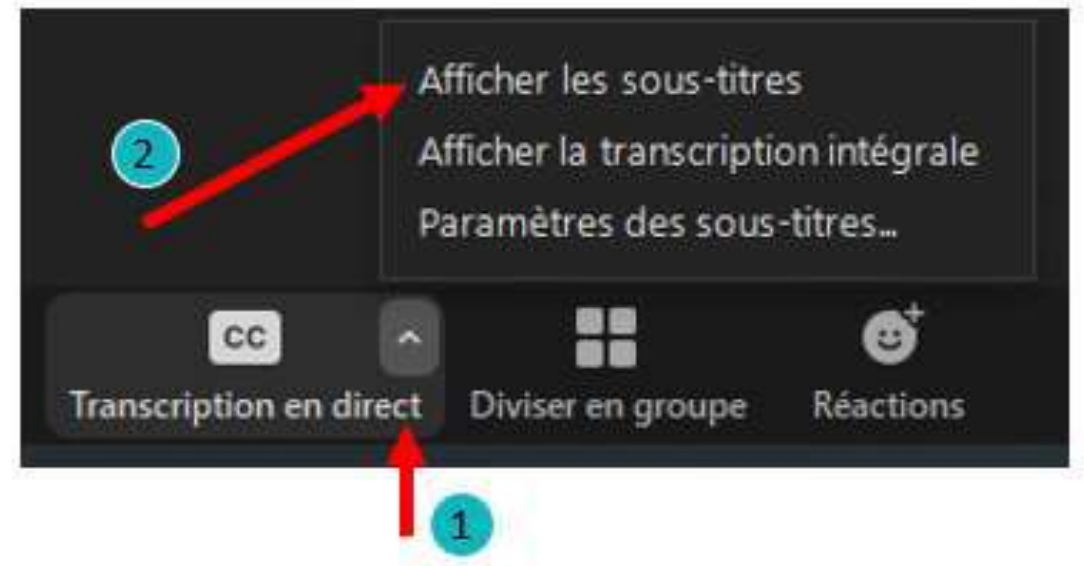 Afficher les sous-titres
2
Afficher la transcription intégrale
Paramètres des sous-titres...
CC
Transcription en direct
Diviser en groupe
Réactions
1